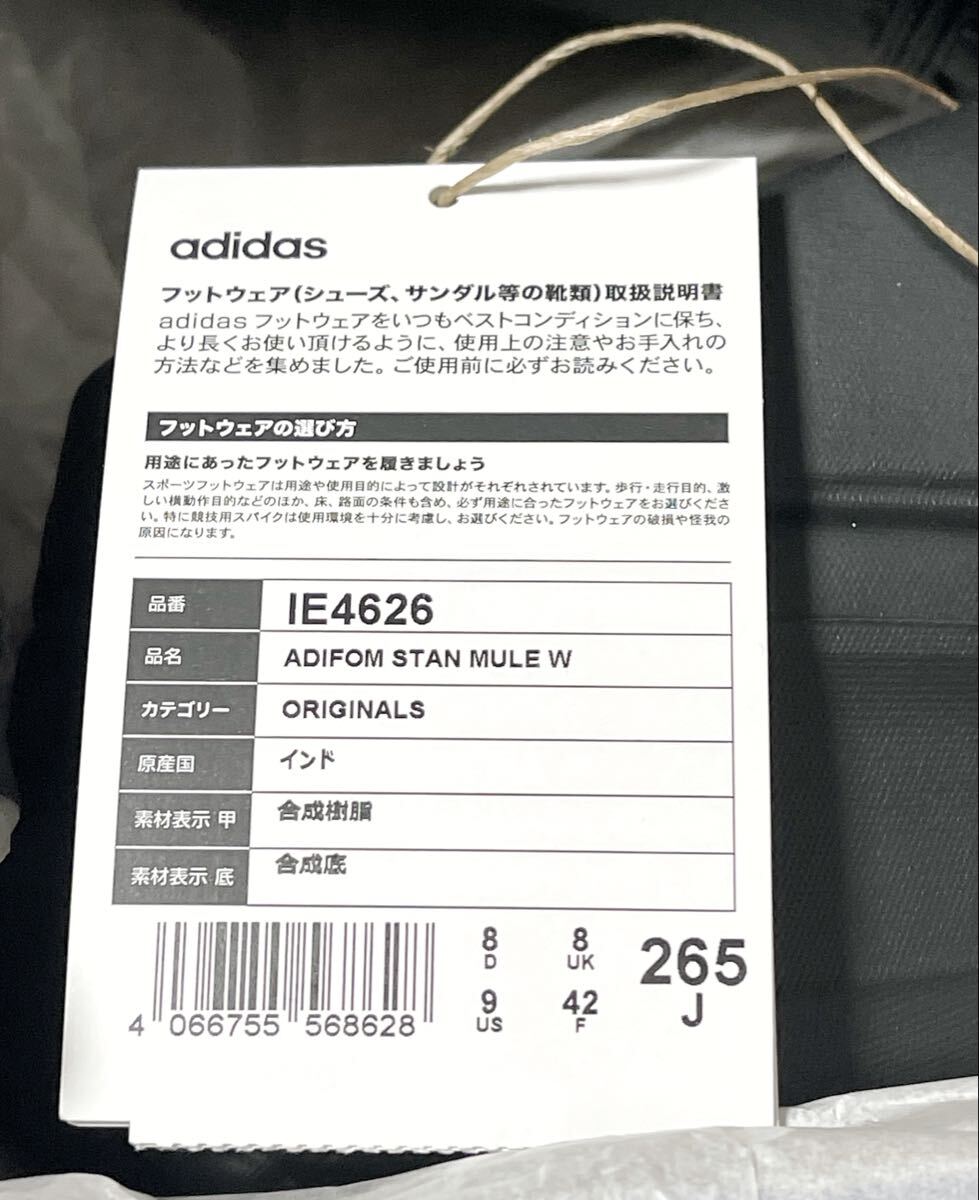 adidas
フットウェア(シューズ、サンダル等の靴類)取扱説明書
adidas フットウェアをいつもベストコンディションに保ち、
より長くお使い頂けるように、使用上の注意やお手入れの
方法などを集めました。ご使用前に必ずお読みください。
フットウェアの選び方
用途にあったフットウェアを履きましょう
スポーツフットウェアは用途や使用目的によって設計がそれぞれされています。歩行・走行目的、激
しい横動作目的などのほか、床、路面の条件も含め、必ず用途に合ったフットウェアをお選びくださ
い。特に競技用スパイクは使用環境を十分に考慮し、お選びください。フットウェアの破損や怪我の
原因になります。
品番 IE4626
品名 ADIFOM STAN MULE W
カテゴリー ORIGINALS
原産国 インド
素材表示 甲 合成樹脂
素材表示 底 合成底
8 D 8 UK 265 J
9 US 42 F
4 066755 568628